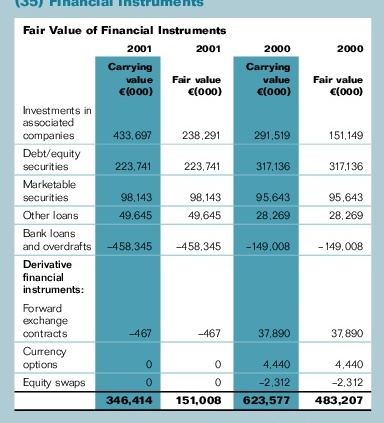 (35) Financial Instruments
Fair Value of Financial Instruments
2001 2001 2000 2000
Carrying Carrying
value Fair value value Fair value
€(000) €(000) €(000) €(000)
Investments in
associated
companies 433,697 238,291 291,519 151,149
Debt/equity
securities 223,741 223,741 317,136 317,136
Marketable
securities 98,143 98,143 95,643 95,643
Other loans 49,645 49,645 28,269 28,269
Bank loans
and overdrafts –458,345 –458,345 –149,008 –149,008
Derivative
financial
instruments:
Forward
exchange
contracts –467 –467 37,890 37,890
Currency
options 0 0 4,440 4,440
Equity swaps 0 0 –2,312 –2,312
346,414 151,008 623,577 483,207